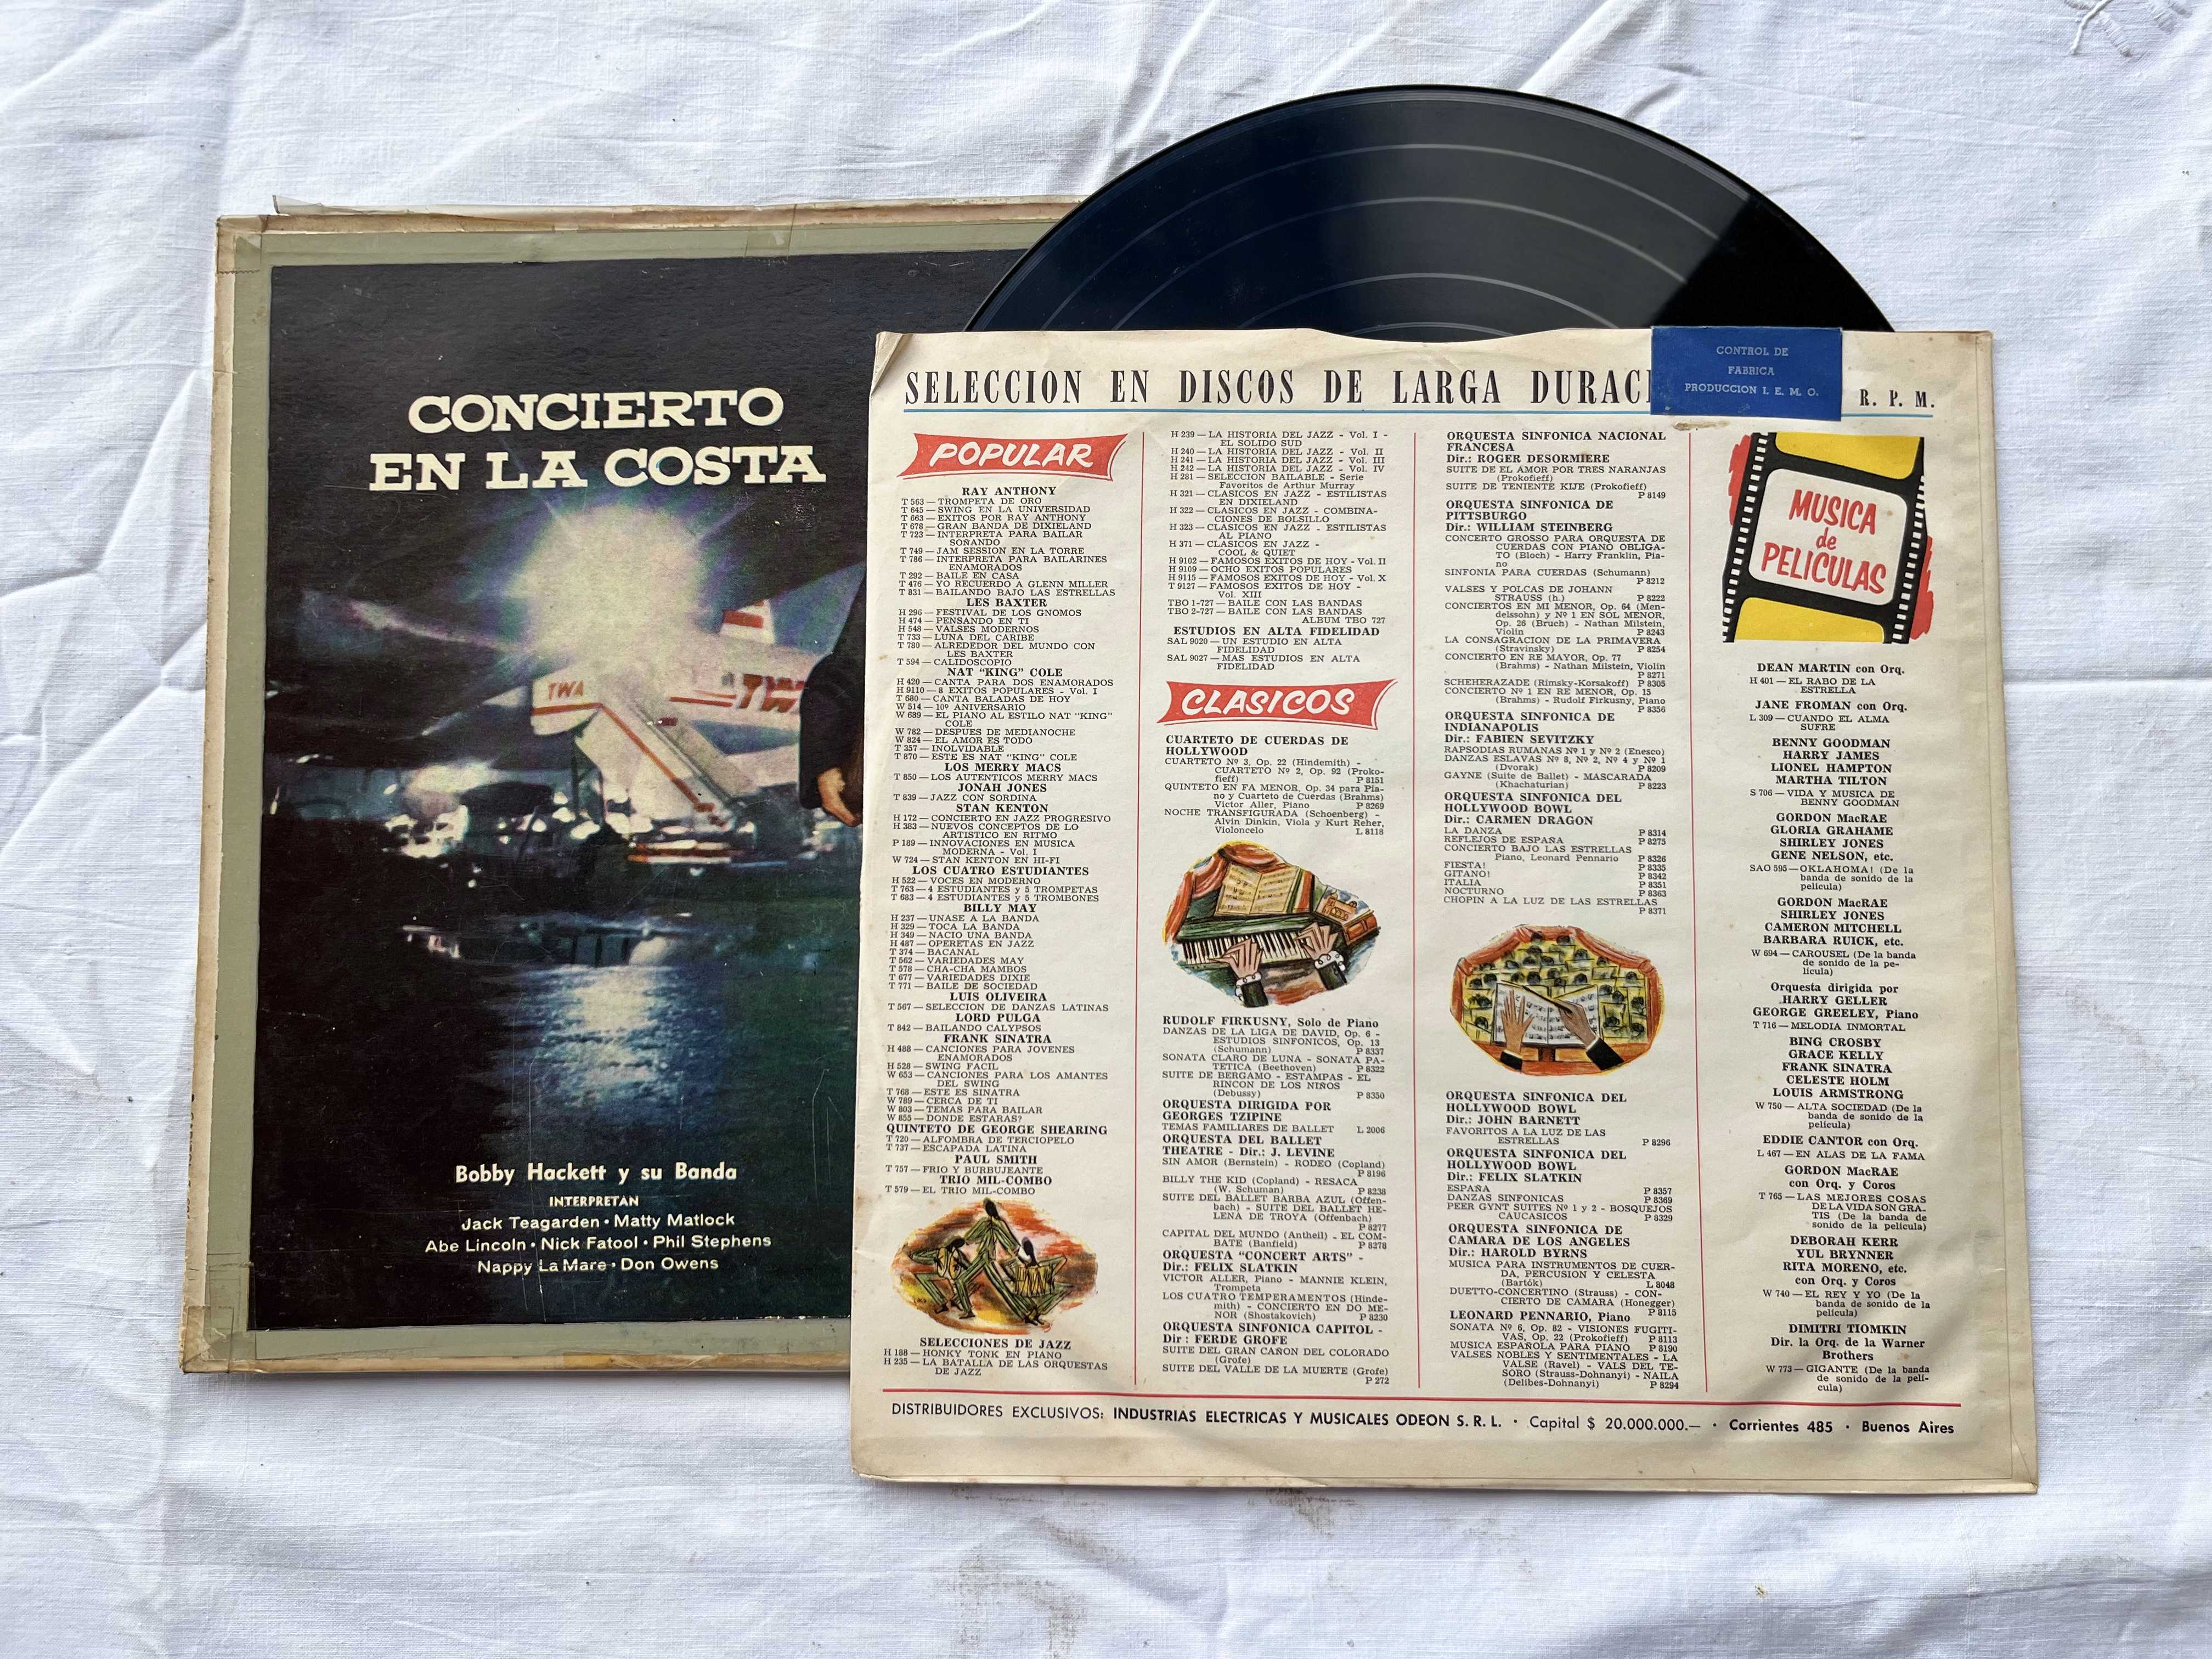 CONCIERTO
EN LA COSTA
TWA
TW
Bobby Hackett y su Banda
INTERPRETAN
Jack Teagarden • Matty Matlock
Abe Lincoln • Nick Fatool • Phil Stephens
Nappy La Mare • Don Owens
SELECCION EN DISCOS DE LARGA DURACI
R. P. M.
CONTROL DE
FABRICA
PRODUCCION I. E. M. O.
POPULAR
RAY ANTHONY
T 563 — TROMPETA DE ORO
T 645 — SWING EN LA UNIVERSIDAD
T 663 — EXITOS POR RAY ANTHONY
T 678 — GRAN BANDA DE DIXIELAND
T 723 — INTERPRETA PARA BAILAR
SOÑANDO
T 749 — JAM SESSION EN LA TORRE
T 786 — INTERPRETA PARA BAILARINES
ENAMORADOS
T 292 — BAILE EN CASA
T 476 — YO RECUERDO A GLENN MILLER
T 831 — BAILANDO BAJO LAS ESTRELLAS
LES BAXTER
H 296 — FESTIVAL DE LOS GNOMOS
H 474 — PENSANDO EN TI
H 548 — VALSES MODERNOS
T 733 — LUNA DEL CARIBE
T 780 — ALREDEDOR DEL MUNDO CON
LES BAXTER
T 594 — CALIDOSCOPIO
NAT "KING" COLE
H 420 — CANTA PARA DOS ENAMORADOS
H 9110 — 8 EXITOS POPULARES - Vol. I
T 680 — CANTA BALADAS DE HOY
W 514 — 10º ANIVERSARIO
W 689 — EL PIANO AL ESTILO NAT "KING"
COLE
W 782 — DESPUES DE MEDIANOCHE
W 824 — EL AMOR ES TODO
T 357 — INOLVIDABLE
T 870 — ESTE ES NAT "KING" COLE
LOS MERRY MACS
T 850 — LOS AUTENTICOS MERRY MACS
JONAH JONES
T 839 — JAZZ CON SORDINA
STAN KENTON
H 172 — CONCIERTO EN JAZZ PROGRESIVO
H 383 — NUEVOS CONCEPTOS DE LO
ARTISTICO EN RITMO
P 189 — INNOVACIONES EN MUSICA
MODERNA - Vol. I
W 724 — STAN KENTON EN HI-FI
LOS CUATRO ESTUDIANTES
H 522 — VOCES EN MODERNO
T 763 — 4 ESTUDIANTES y 5 TROMPETAS
T 683 — 4 ESTUDIANTES y 5 TROMBONES
BILLY MAY
H 237 — UNASE A LA BANDA
H 329 — TOCA LA BANDA
H 349 — NACIO UNA BANDA
H 487 — OPERETAS EN JAZZ
T 374 — BACANAL
T 562 — VARIEDADES MAY
T 578 — CHA-CHA MAMBOS
T 677 — VARIEDADES DIXIE
T 771 — BAILE DE SOCIEDAD
LUIS OLIVEIRA
T 567 — SELECCION DE DANZAS LATINAS
LORD PULGA
T 842 — BAILANDO CALYPSOS
FRANK SINATRA
H 488 — CANCIONES PARA JOVENES
ENAMORADOS
H 528 — SWING FACIL
W 653 — CANCIONES PARA LOS AMANTES
DEL SWING
T 768 — ESTE ES SINATRA
W 789 — CERCA DE TI
W 803 — TEMAS PARA BAILAR
W 855 — DONDE ESTARAS?
QUINTETO DE GEORGE SHEARING
T 720 — ALFOMBRA DE TERCIOPELO
T 737 — ESCAPADA LATINA
PAUL SMITH
T 757 — FRIO Y BURBUJEANTE
TRIO MIL-COMBO
T 579 — EL TRIO MIL-COMBO
SELECCIONES DE JAZZ
H 188 — HONKY TONK EN PIANO
H 235 — LA BATALLA DE LAS ORQUESTAS
DE JAZZ
H 239 — LA HISTORIA DEL JAZZ - Vol. I -
EL SOLIDO SUD
H 240 — LA HISTORIA DEL JAZZ - Vol. II
H 241 — LA HISTORIA DEL JAZZ - Vol. III
H 242 — LA HISTORIA DEL JAZZ - Vol. IV
H 281 — SELECCION BAILABLE - Serie
Favoritos de Arthur Murray
H 321 — CLASICOS EN JAZZ - ESTILISTAS
EN DIXIELAND
H 322 — CLASICOS EN JAZZ - COMBINA-
CIONES DE BOLSILLO
H 323 — CLASICOS EN JAZZ - ESTILISTAS
AL PIANO
H 371 — CLASICOS EN JAZZ -
COOL & QUIET
H 9102 — FAMOSOS EXITOS DE HOY - Vol. II
H 9109 — OCHO EXITOS POPULARES
H 9115 — FAMOSOS EXITOS DE HOY - Vol. X
T 9127 — FAMOSOS EXITOS DE HOY -
Vol. XIII
TBO 1-727 — BAILE CON LAS BANDAS
TBO 2-727 — BAILE CON LAS BANDAS
ALBUM TBO 727
ESTUDIOS EN ALTA FIDELIDAD
SAL 9020 — UN ESTUDIO EN ALTA
FIDELIDAD
SAL 9027 — MAS ESTUDIOS EN ALTA
FIDELIDAD
CLASICOS
CUARTETO DE CUERDAS DE
HOLLYWOOD
CUARTETO Nº 3, Op. 22 (Hindemith) -
CUARTETO Nº 2, Op. 92 (Proko-
fieff) P 8151
QUINTETO EN FA MENOR, Op. 34 para Pia-
no y Cuarteto de Cuerdas (Brahms)
Victor Aller, Piano P 8269
NOCHE TRANSFIGURADA (Schoenberg) -
Alvin Dinkin, Viola y Kurt Reher,
Violoncelo L 8118
RUDOLF FIRKUSNY, Solo de Piano
DANZAS DE LA LIGA DE DAVID, Op. 6 -
ESTUDIOS SINFONICOS, Op. 13
(Schumann) P 8337
SONATA CLARO DE LUNA - SONATA PA-
TETICA (Beethoven) P 8322
SUITE DE BERGAMO - ESTAMPAS - EL
RINCON DE LOS NIÑOS
(Debussy) P 8350
ORQUESTA DIRIGIDA POR
GEORGES TZIPINE
TEMAS FAMILIARES DE BALLET L 2006
ORQUESTA DEL BALLET
THEATRE - Dir.: J. LEVINE
SIN AMOR (Bernstein) - RODEO (Copland)
P 8196
BILLY THE KID (Copland) - RESACA
(W. Schuman) P 8238
SUITE DEL BALLET BARBA AZUL (Offen-
bach) - SUITE DEL BALLET HE-
LENA DE TROYA (Offenbach)
P 8277
CAPITAL DEL MUNDO (Antheil) - EL COM-
BATE (Banfield) P 8278
ORQUESTA "CONCERT ARTS" -
Dir.: FELIX SLATKIN
VICTOR ALLER, Piano - MANNIE KLEIN,
Trompeta
LOS CUATRO TEMPERAMENTOS (Hinde-
mith) - CONCIERTO EN DO ME-
NOR (Shostakovich) P 8230
ORQUESTA SINFONICA CAPITOL -
Dir : FERDE GROFE
SUITE DEL GRAN CAÑON DEL COLORADO
(Grofe)
SUITE DEL VALLE DE LA MUERTE (Grofe)
P 272
ORQUESTA SINFONICA NACIONAL
FRANCESA
Dir.: ROGER DESORMIERE
SUITE DE EL AMOR POR TRES NARANJAS
(Prokofieff)
SUITE DE TENIENTE KIJE (Prokofieff)
P 8149
ORQUESTA SINFONICA DE
PITTSBURGO
Dir.: WILLIAM STEINBERG
CONCERTO GROSSO PARA ORQUESTA DE
CUERDAS CON PIANO OBLIGA-
TO (Bloch) - Harry Franklin, Pia-
no
SINFONIA PARA CUERDAS (Schumann)
P 8212
VALSES Y POLCAS DE JOHANN
STRAUSS (h.) P 8222
CONCIERTOS EN MI MENOR, Op. 64 (Men-
delssohn) y Nº 1 EN SOL MENOR,
Op. 26 (Bruch) - Nathan Milstein,
Violin P 8243
LA CONSAGRACION DE LA PRIMAVERA
(Stravinsky) P 8254
CONCIERTO EN RE MAYOR, Op. 77
(Brahms) - Nathan Milstein, Violin
P 8271
SCHEHERAZADE (Rimsky-Korsakoff) P 8305
CONCIERTO Nº 1 EN RE MENOR, Op. 15
(Brahms) - Rudolf Firkusny, Piano
P 8356
ORQUESTA SINFONICA DE
INDIANAPOLIS
Dir.: FABIEN SEVITZKY
RAPSODIAS RUMANAS Nº 1 y Nº 2 (Enesco)
DANZAS ESLAVAS Nº 8, Nº 2, Nº 4 y Nº 1
(Dvorak) P 8209
GAYNE (Suite de Ballet) - MASCARADA
(Khachaturian) P 8223
ORQUESTA SINFONICA DEL
HOLLYWOOD BOWL
Dir.: CARMEN DRAGON
LA DANZA P 8314
REFLEJOS DE ESPAÑA P 8275
CONCIERTO BAJO LAS ESTRELLAS
Piano, Leonard Pennario P 8326
FIESTA! P 8335
GITANO! P 8342
ITALIA P 8351
NOCTURNO P 8363
CHOPIN A LA LUZ DE LAS ESTRELLAS
P 8371
ORQUESTA SINFONICA DEL
HOLLYWOOD BOWL
Dir.: JOHN BARNETT
FAVORITOS A LA LUZ DE LAS
ESTRELLAS P 8296
ORQUESTA SINFONICA DEL
HOLLYWOOD BOWL
Dir.: FELIX SLATKIN
ESPAÑA P 8357
DANZAS SINFONICAS P 8369
PEER GYNT SUITES Nº 1 y 2 - BOSQUEJOS
CAUCASICOS P 8329
ORQUESTA SINFONICA DE
CAMARA DE LOS ANGELES
Dir.: HAROLD BYRNS
MUSICA PARA INSTRUMENTOS DE CUER-
DA, PERCUSION Y CELESTA
(Bartók) L 8048
DUETTO-CONCERTINO (Strauss) - CON-
CIERTO DE CAMARA (Honegger)
P 8115
LEONARD PENNARIO, Piano
SONATA Nº 6, Op. 82 - VISIONES FUGITI-
VAS, Op. 22 (Prokofieff) P 8113
MUSICA ESPAÑOLA PARA PIANO P 8190
VALSES NOBLES Y SENTIMENTALES - LA
VALSE (Ravel) - VALS DEL TE-
SORO (Strauss-Dohnanyi) - NAILA
(Delibes-Dohnanyi) P 8294
MUSICA
de
PELICULAS
DEAN MARTIN con Orq.
H 401 — EL RABO DE LA
ESTRELLA
JANE FROMAN con Orq.
L 309 — CUANDO EL ALMA
SUFRE
BENNY GOODMAN
HARRY JAMES
LIONEL HAMPTON
MARTHA TILTON
S 706 — VIDA Y MUSICA DE
BENNY GOODMAN
GORDON MacRAE
GLORIA GRAHAME
SHIRLEY JONES
GENE NELSON, etc.
SAO 595 — OKLAHOMA! (De la
banda de sonido de la
película)
GORDON MacRAE
SHIRLEY JONES
CAMERON MITCHELL
BARBARA RUICK, etc.
W 694 — CAROUSEL (De la banda
de sonido de la pe-
lícula)
Orquesta dirigida por
HARRY GELLER
GEORGE GREELEY, Piano
T 716 — MELODIA INMORTAL
BING CROSBY
GRACE KELLY
FRANK SINATRA
CELESTE HOLM
LOUIS ARMSTRONG
W 750 — ALTA SOCIEDAD (De la
banda de sonido de la
película)
EDDIE CANTOR con Orq.
L 467 — EN ALAS DE LA FAMA
GORDON MacRAE
con Orq. y Coros
T 765 — LAS MEJORES COSAS
DE LA VIDA SON GRA-
TIS (De la banda de
sonido de la película)
DEBORAH KERR
YUL BRYNNER
RITA MORENO, etc.
con Orq. y Coros
W 740 — EL REY Y YO (De la
banda de sonido de la
película)
DIMITRI TIOMKIN
Dir. la Orq. de la Warner
Brothers
W 773 — GIGANTE (De la banda
de sonido de la pelí-
cula)
DISTRIBUIDORES EXCLUSIVOS: INDUSTRIAS ELECTRICAS Y MUSICALES ODEON S. R. L. • Capital $ 20.000.000.— • Corrientes 485 • Buenos Aires